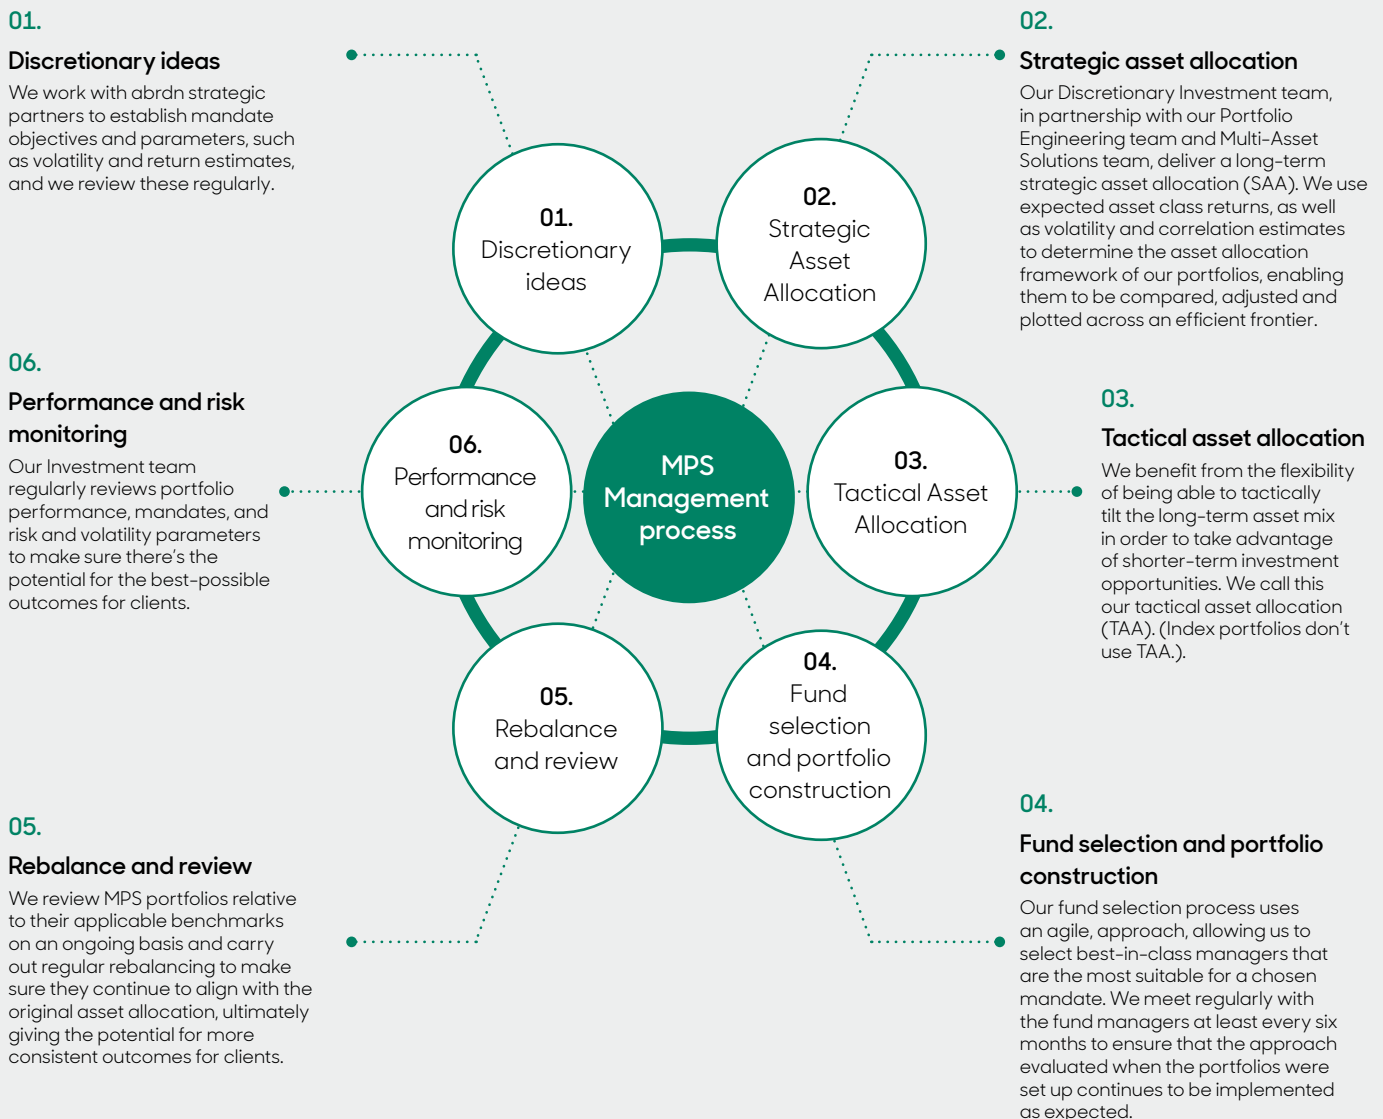 01.
Discretionary ideas
We work with abrdn strategic
partners to establish mandate
objectives and parameters, such
as volatility and return estimates,
and we review these regularly.
02.
Strategic asset allocation
Our Discretionary Investment team,
in partnership with our Portfolio
Engineering team and Multi-Asset
Solutions team, deliver a long-term
strategic asset allocation (SAA). We use
expected asset class returns, as well
as volatility and correlation estimates
to determine the asset allocation
framework of our portfolios, enabling
them to be compared, adjusted and
plotted across an efficient frontier.
01.
Discretionary
ideas
02.
Strategic
Asset
Allocation
06.
Performance and risk
monitoring
Our Investment team
regularly reviews portfolio
performance, mandates, and
risk and volatility parameters
to make sure there's the
potential for the best-possible
outcomes for clients.
06.
Performance
and risk
monitoring
MPS
Management
process
03.
Tactical Asset
Allocation
03.
Tactical asset allocation
We benefit from the flexibility
of being able to tactically
tilt the long-term asset mix
in order to take advantage
of shorter-term investment
opportunities. We call this
our tactical asset allocation
(TAA). (Index portfolios don't
use TAA.).
05.
Rebalance
and review
04.
Fund
selection
and portfolio
construction
05.
Rebalance and review
We review MPS portfolios relative
to their applicable benchmarks
on an ongoing basis and carry
out regular rebalancing to make
sure they continue to align with the
original asset allocation, ultimately
giving the potential for more
consistent outcomes for clients.
04.
Fund selection and portfolio
construction
Our fund selection process uses
an agile, approach, allowing us to
select best-in-class managers that
are the most suitable for a chosen
mandate. We meet regularly with
the fund managers at least every six
months to ensure that the approach
evaluated when the portfolios were
set up continues to be implemented
as expected.